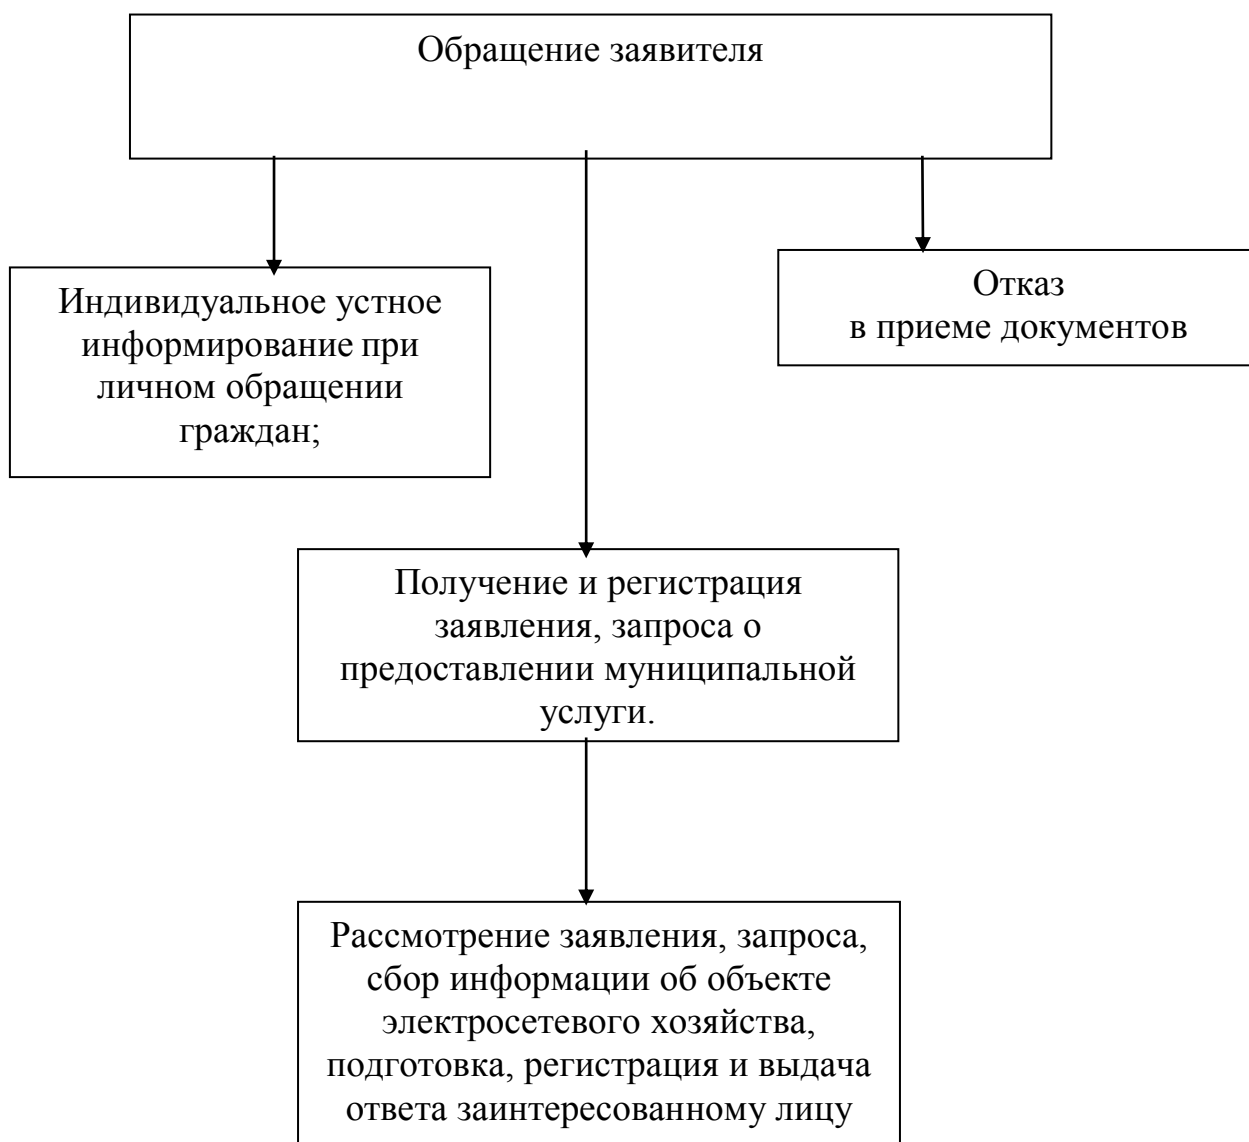 Обращение заявителя
Индивидуальное устное
информирование при
личном обращении
граждан;
Отказ
в приеме документов
Получение и регистрация
заявления, запроса о
предоставлении муниципальной
услуги.
Рассмотрение заявления, запроса,
сбор информации об объекте
электросетевого хозяйства,
подготовка, регистрация и выдача
ответа заинтересованному лицу